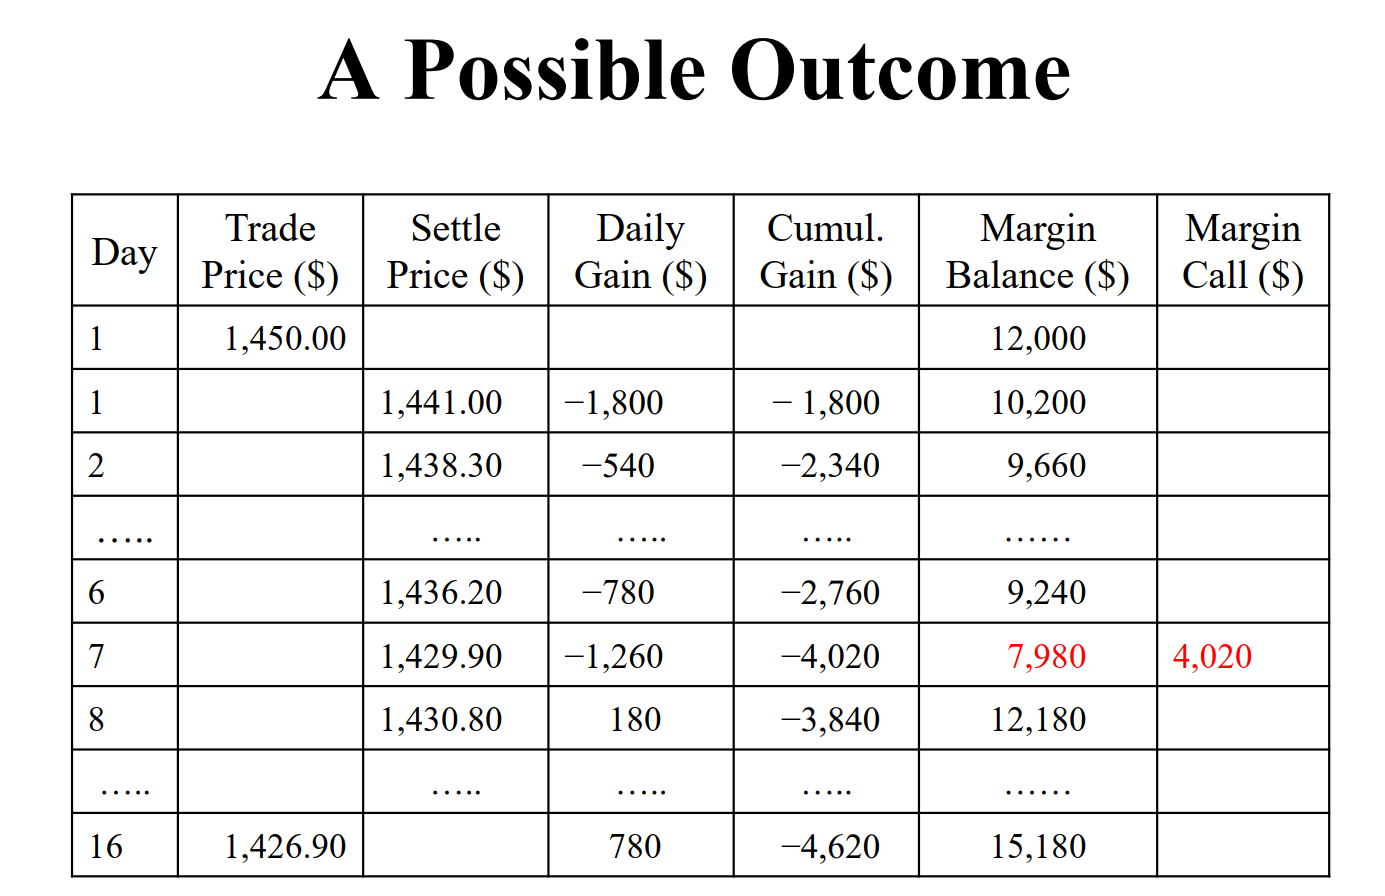 A Possible Outcome
Day | Trade Price ($) | Settle Price ($) | Daily Gain ($) | Cumul. Gain ($) | Margin Balance ($) | Margin Call ($)
1 | 1,450.00 | | | | 12,000 |
1 | | 1,441.00 | −1,800 | − 1,800 | 10,200 |
2 | | 1,438.30 | −540 | −2,340 | 9,660 |
….. | | ….. | ….. | ….. | …… |
6 | | 1,436.20 | −780 | −2,760 | 9,240 |
7 | | 1,429.90 | −1,260 | −4,020 | 7,980 | 4,020
8 | | 1,430.80 | 180 | −3,840 | 12,180 |
….. | | ….. | ….. | ….. | …… |
16 | 1,426.90 | | 780 | −4,620 | 15,180 |